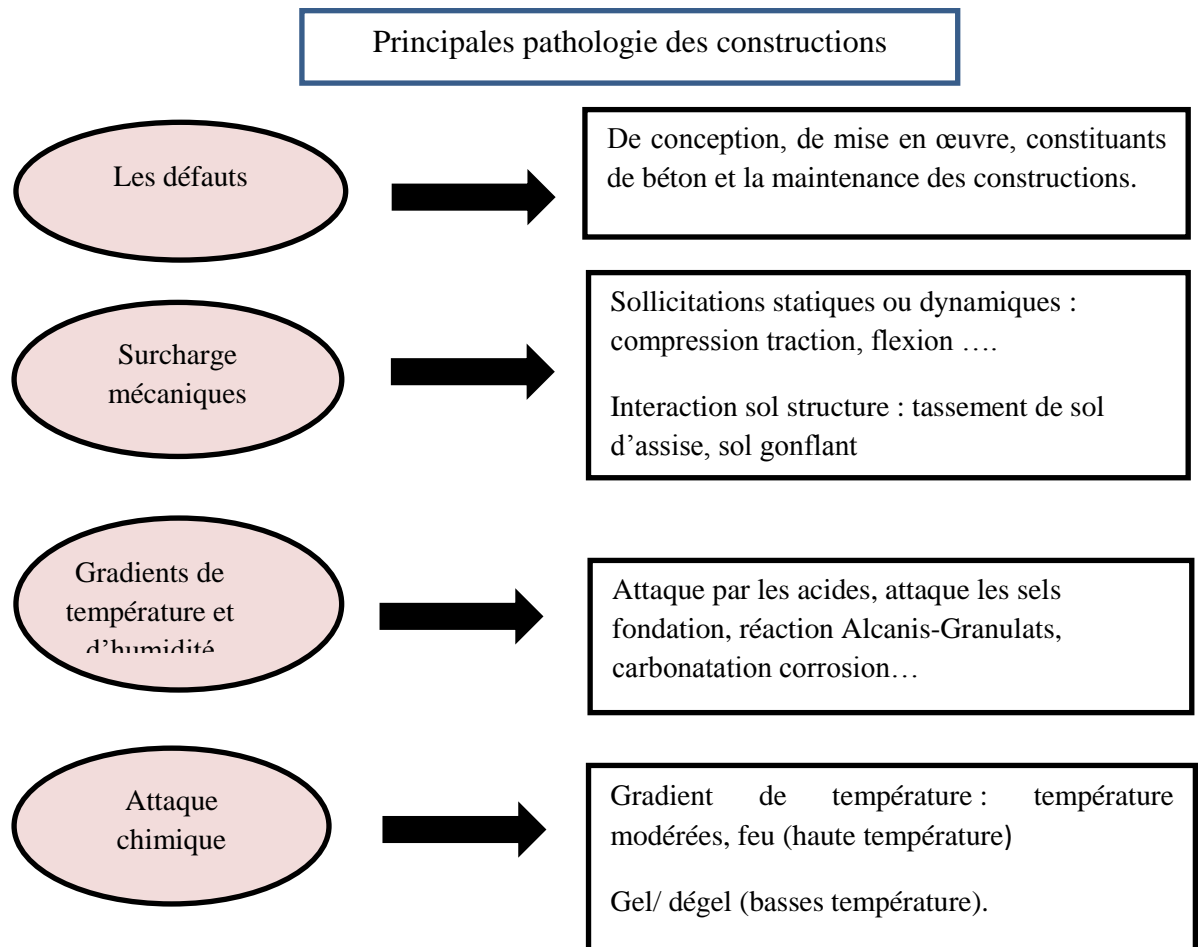 Principales pathologie des constructions
Les défauts
De conception, de mise en œuvre, constituants
de béton et la maintenance des constructions.
Surcharge
mécaniques
Sollicitations statiques ou dynamiques :
compression traction, flexion ….
Interaction sol structure : tassement de sol
d’assise, sol gonflant
Gradients de
température et
d’humidité
Attaque par les acides, attaque les sels
fondation, réaction Alcanis-Granulats,
carbonatation corrosion…
Attaque
chimique
Gradient de température : température
modérées, feu (haute température)
Gel/ dégel (basses température).